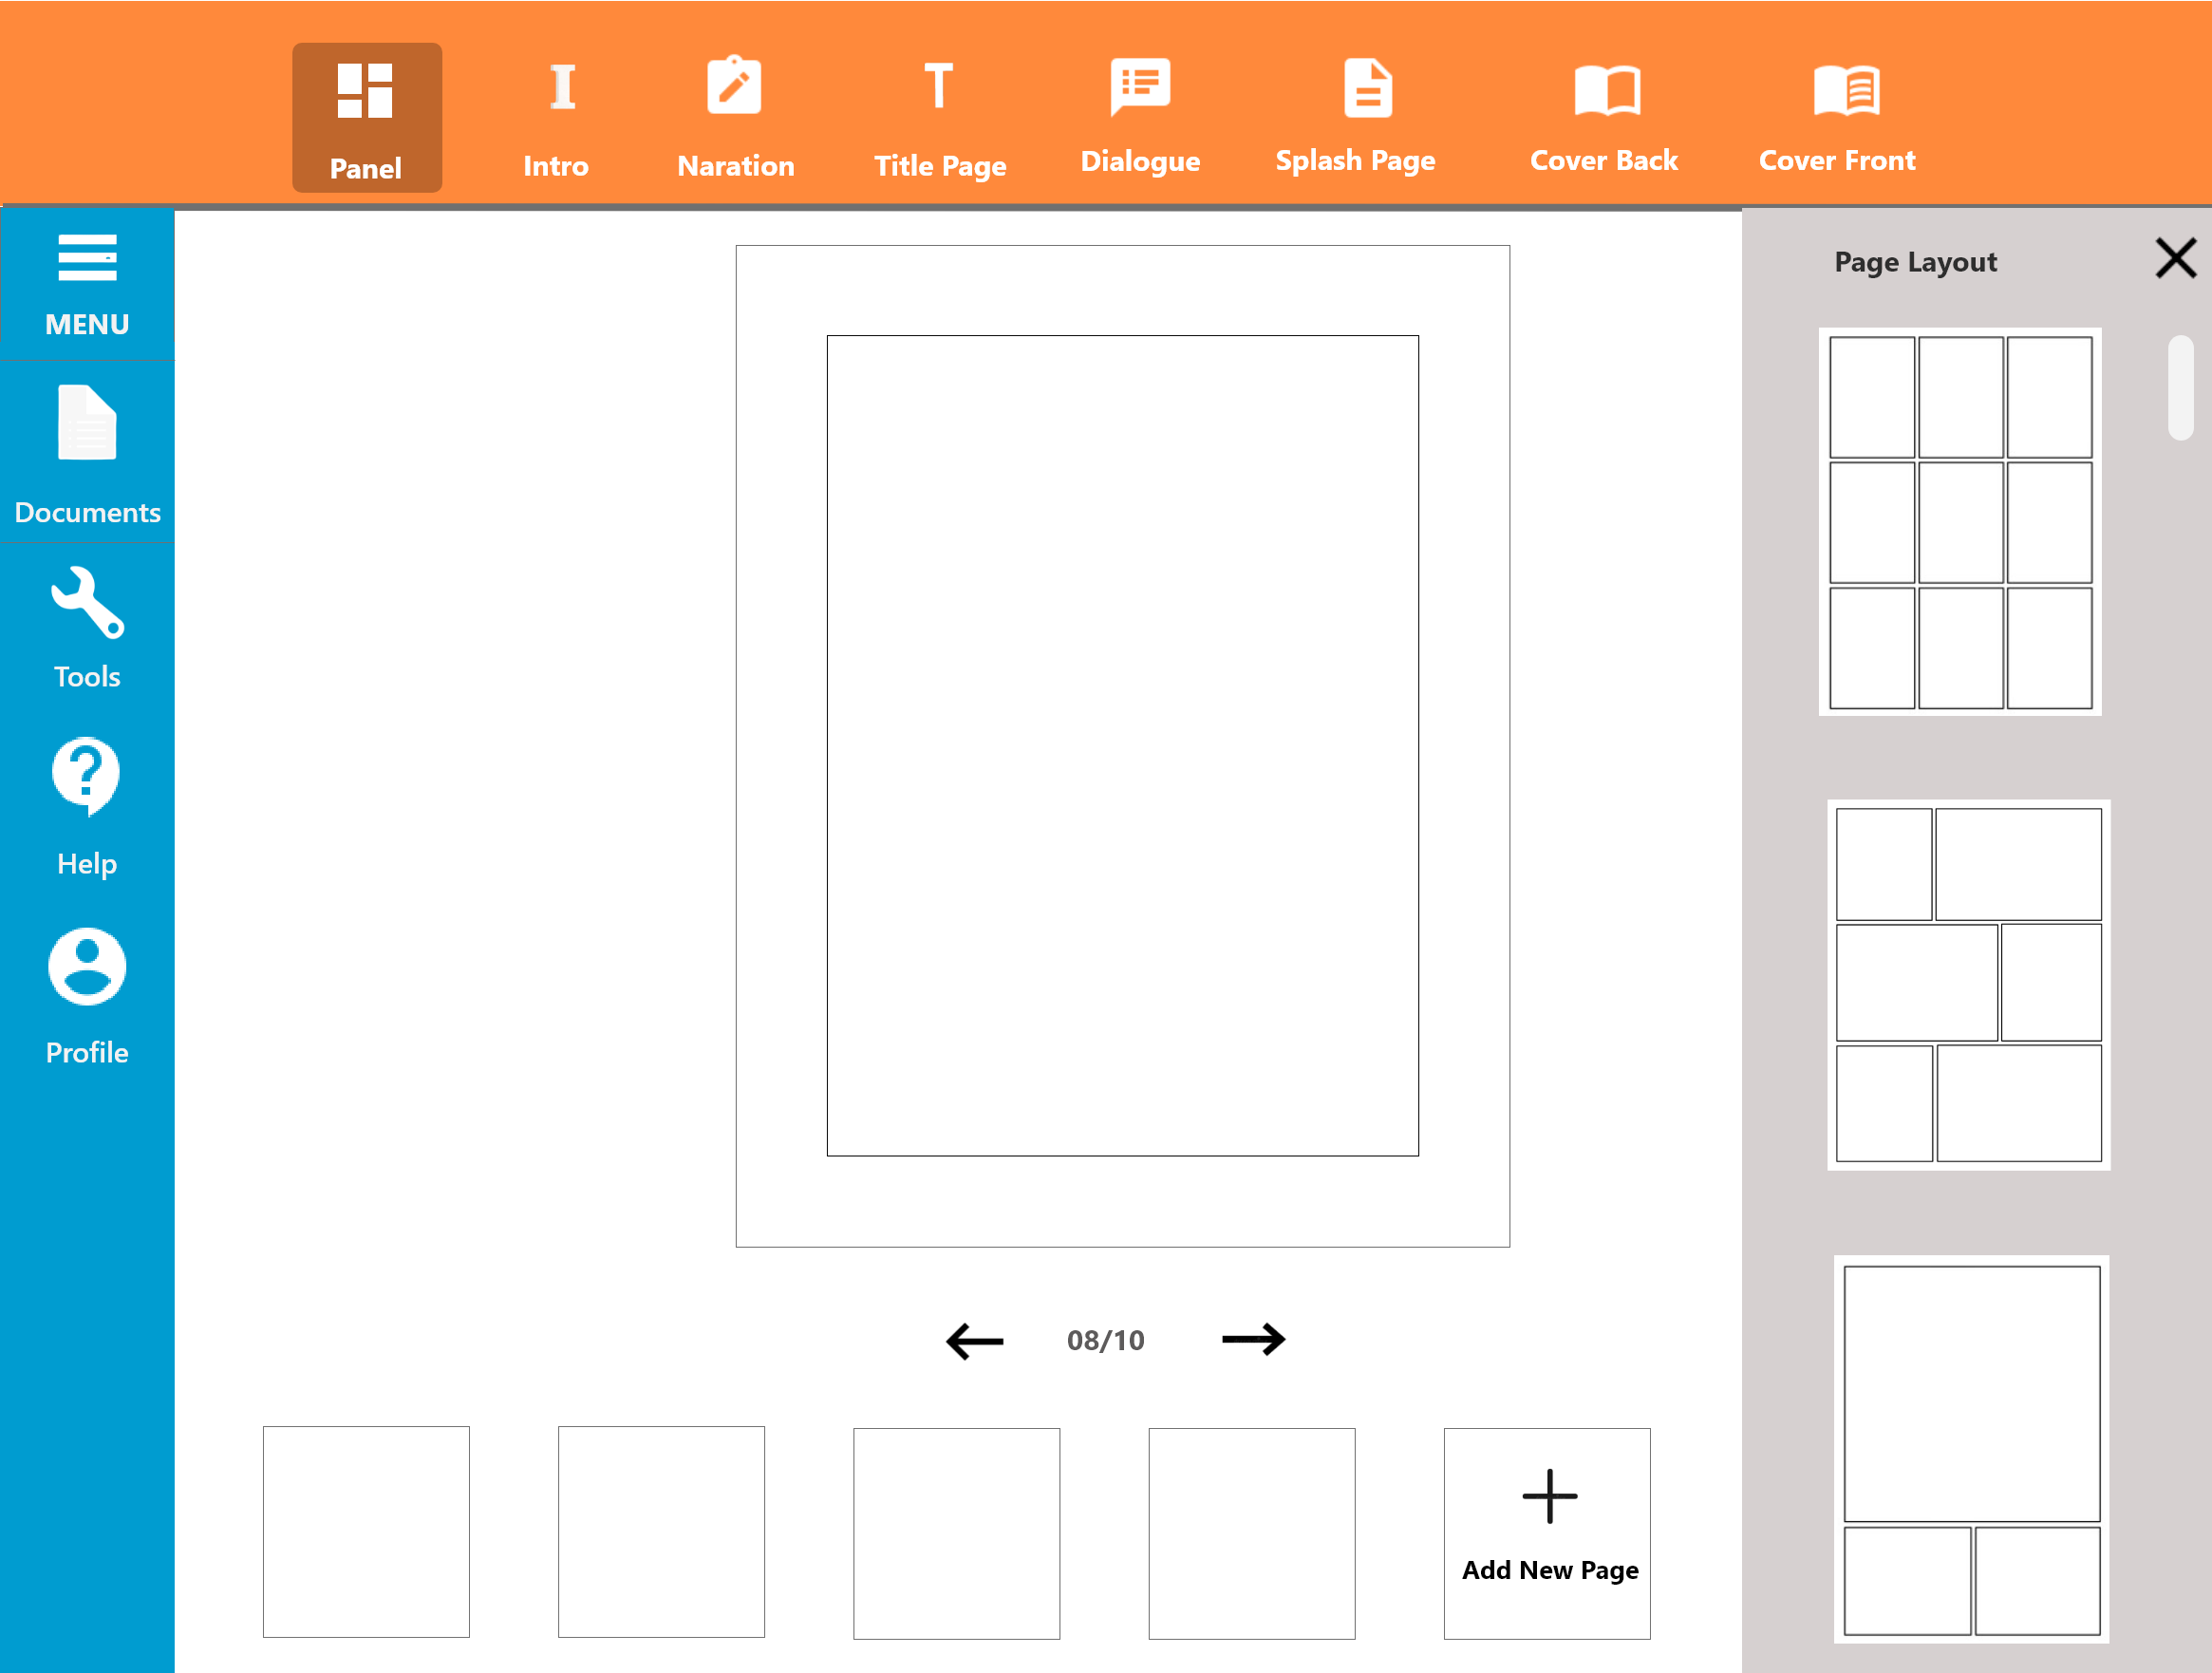 Panel
Intro
Naration
Title Page
Dialogue
Splash Page
Cover Back
Cover Front
MENU
Documents
Tools
Help
Profile
Page Layout
08/10
Add New Page